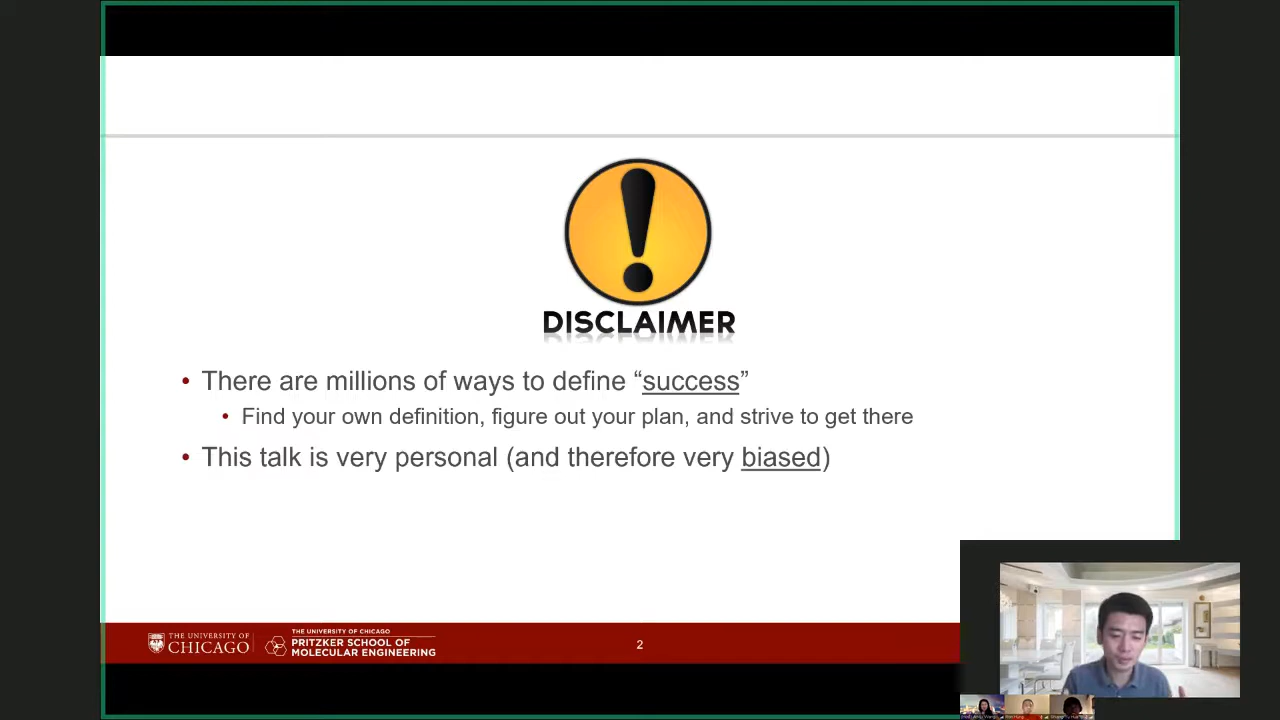 DISCLAIMER
• There are millions of ways to define “success”
• Find your own definition, figure out your plan, and strive to get there
• This talk is very personal (and therefore very biased)
THE UNIVERSITY OF
CHICAGO
THE UNIVERSITY OF CHICAGO
PRITZKER SCHOOL OF
MOLECULAR ENGINEERING
2